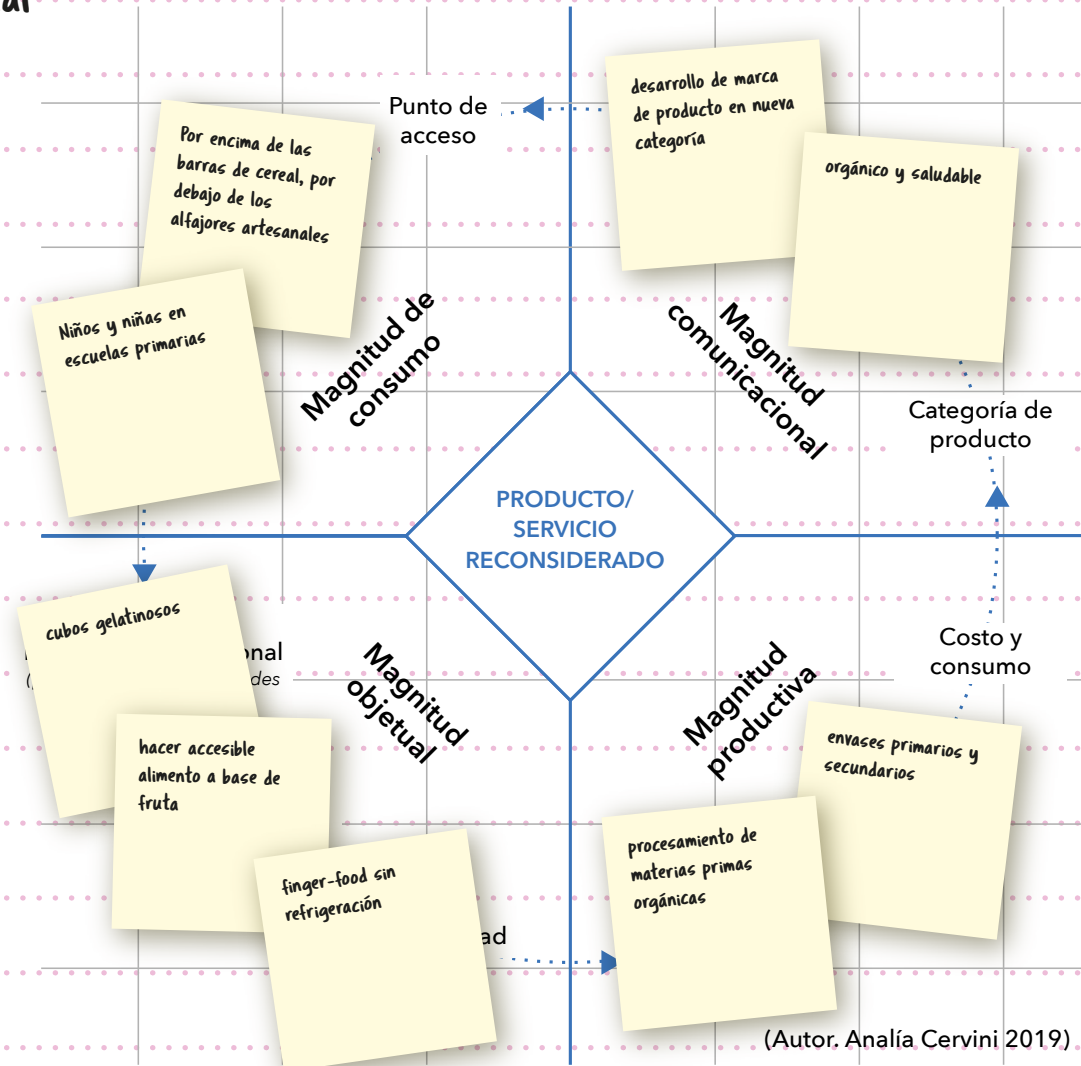 Punto de
acceso
Por encima de las
barras de cereal, por
debajo de los
alfajores artesanales
Niños y niñas en
escuelas primarias
Magnitud de
consumo
desarrollo de marca
de producto en nueva
categoría
orgánico y saludable
Magnitud
comunicacional
Categoría de
producto
PRODUCTO/
SERVICIO
RECONSIDERADO
cubos gelatinosos
hacer accesible
alimento a base de
fruta
finger-food sin
refrigeración
Magnitud
objetual
Magnitud
productiva
Costo y
consumo
envases primarios y
secundarios
procesamiento de
materias primas
orgánicas
(Autor. Analía Cervini 2019)